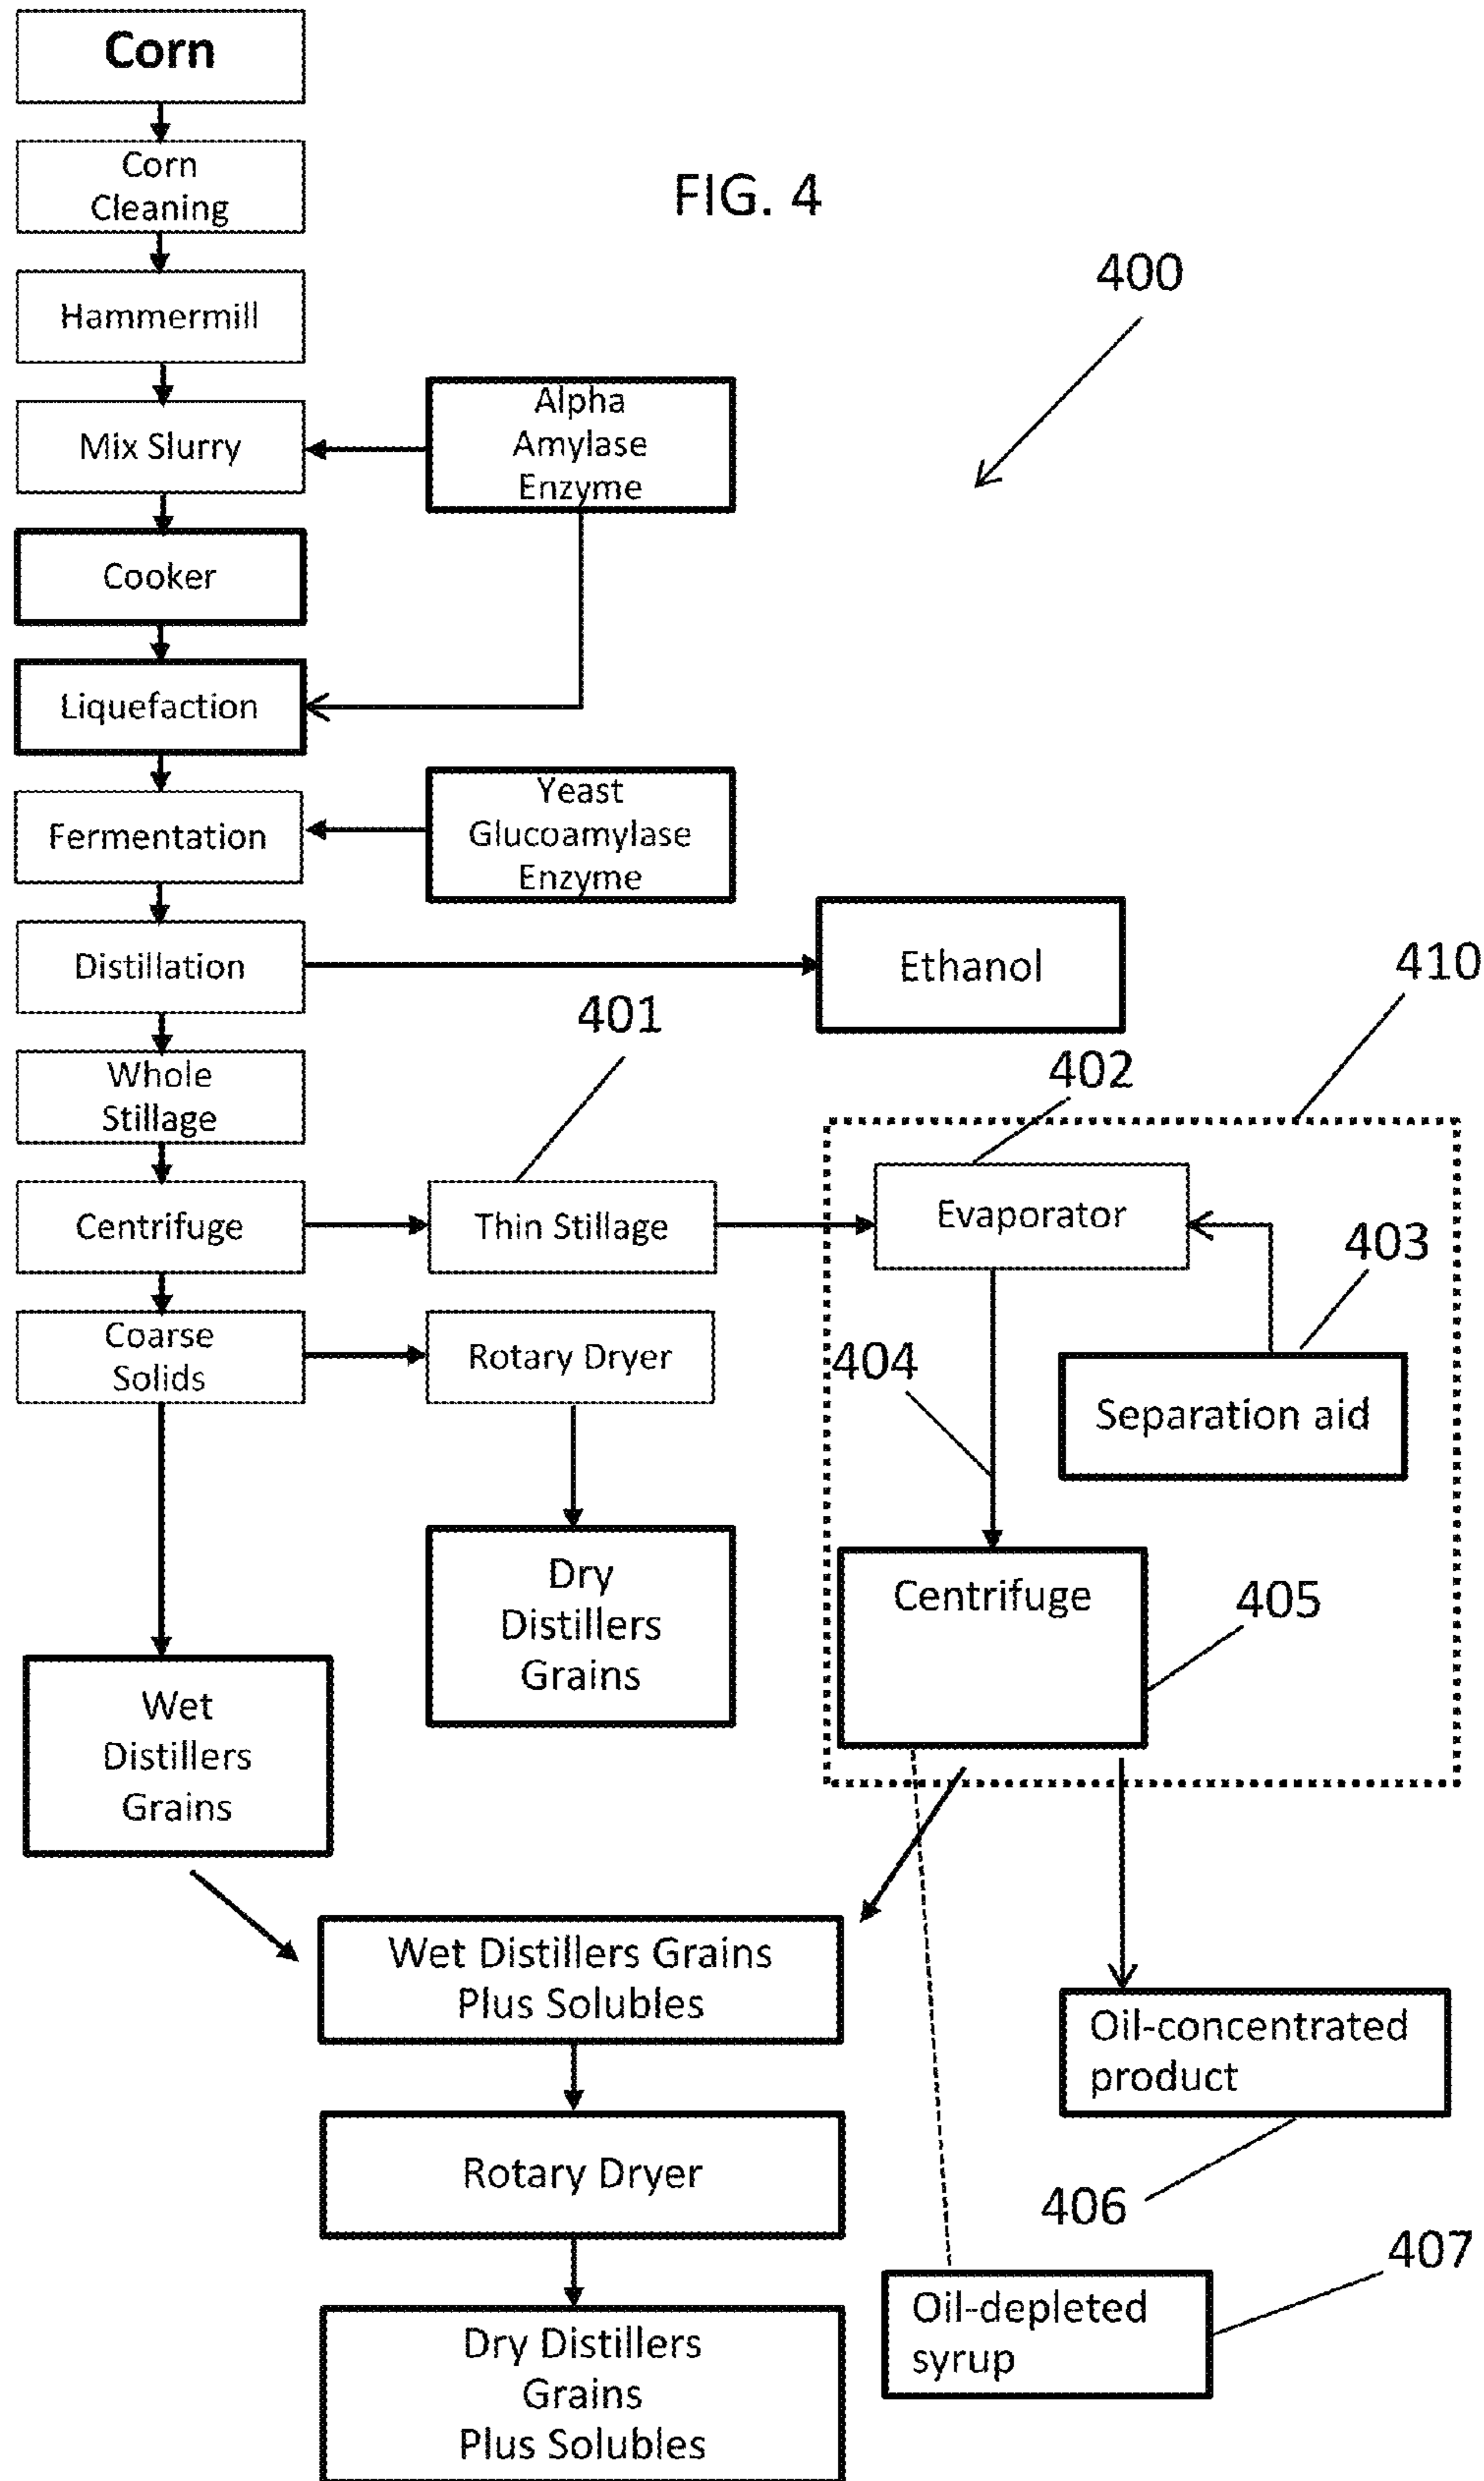 Corn
Corn
Cleaning
FIG. 4
400
Hammermill
Mix Slurry
Alpha
Amylase
Enzyme
Cooker
Liquefaction
Fermentation
Yeast
Glucoamylase
Enzyme
Distillation
Ethanol
410
401
402
Whole
Stillage
Centrifuge
Thin Stillage
Evaporator
403
Coarse
Solids
Rotary Dryer
404
Separation aid
Dry
Distillers
Grains
Centrifuge
405
Wet
Distillers
Grains
Wet Distillers Grains
Plus Solubles
Oil-concentrated
product
Rotary Dryer
406
407
Oil-depleted
syrup
Dry Distillers
Grains
Plus Solubles